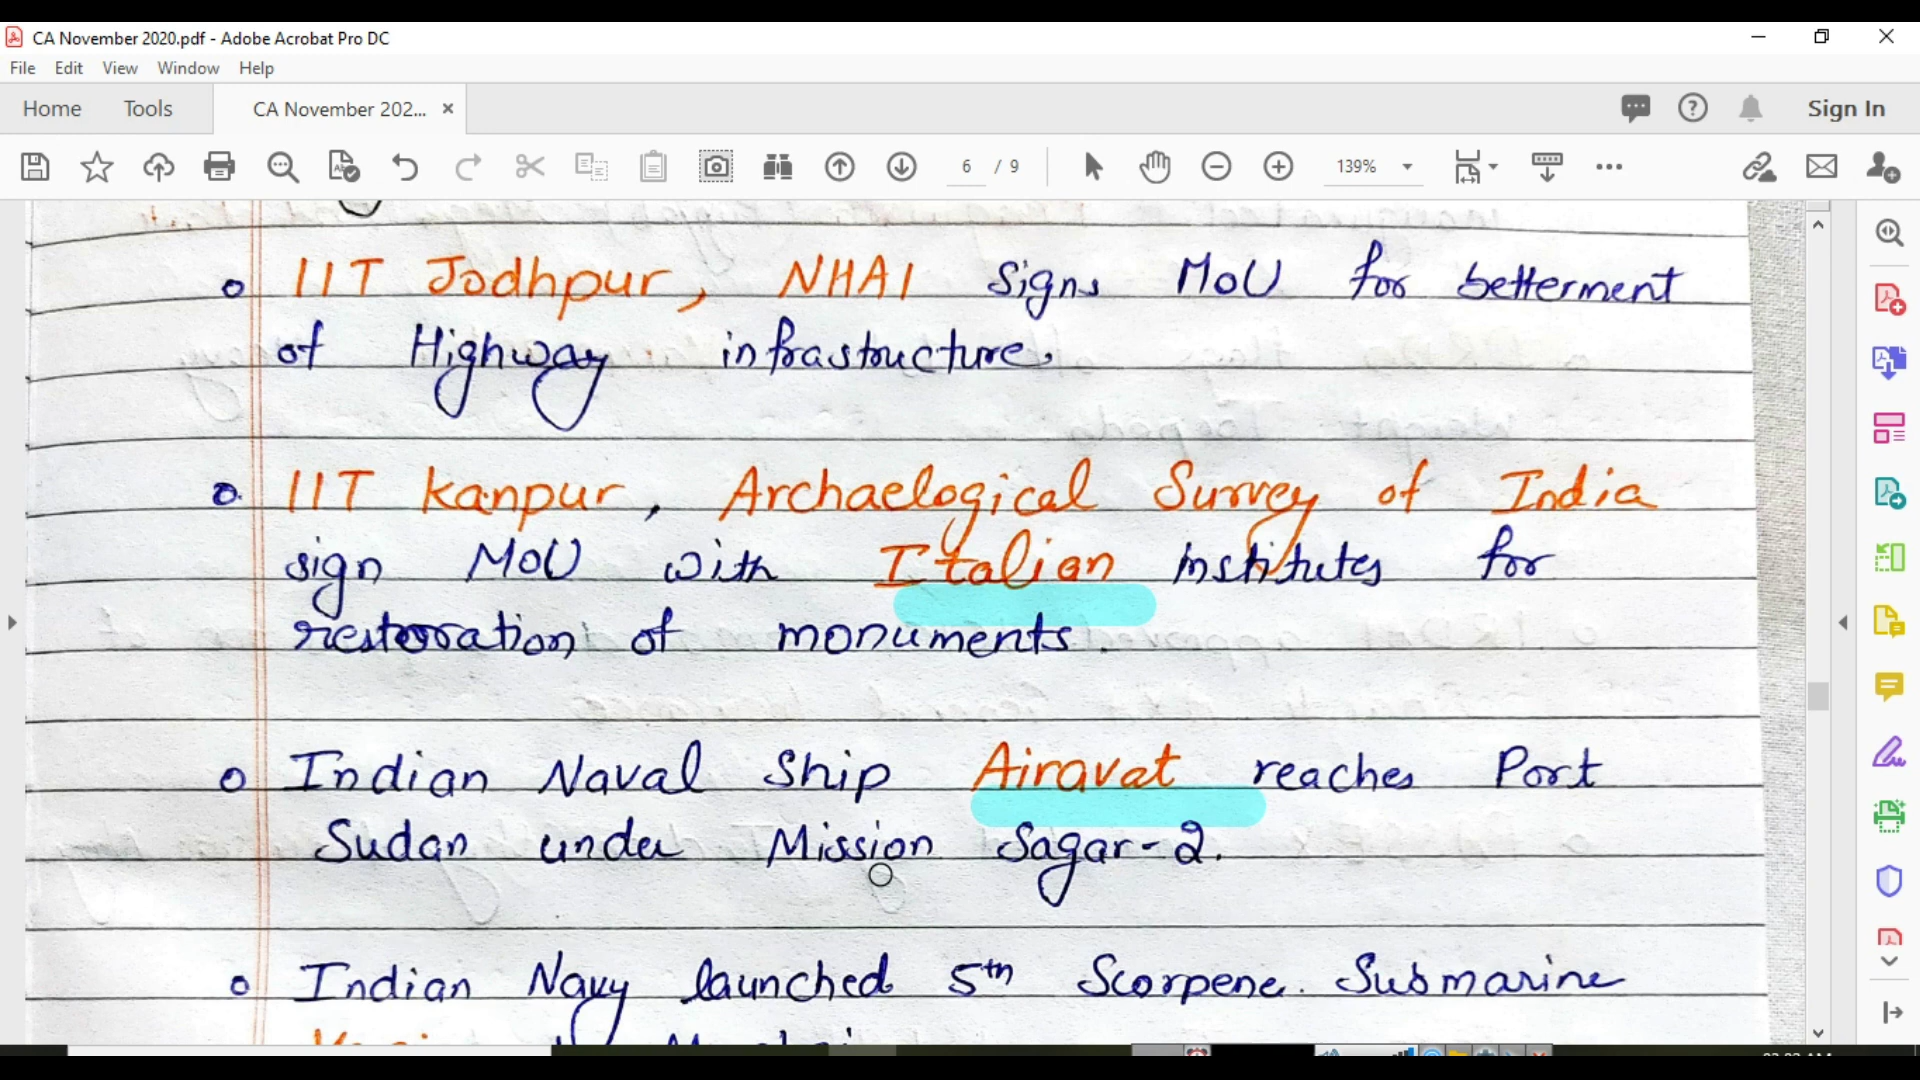 CA November 2020.pdf - Adobe Acrobat Pro DC
File Edit View Window Help
Home Tools CA November 202... × Sign In
6 / 9 139%
IIT Jodhpur, NHAI signs MoU for betterment
of Highway infrastructure.
IIT Kanpur, Archaelogical Survey of India
sign MoU with Italian institutes for
restoration of monuments.
Indian Naval Ship Airavat reaches Port
Sudan under Mission Sagar-2.
Indian Navy launched 5th Scorpene Submarine